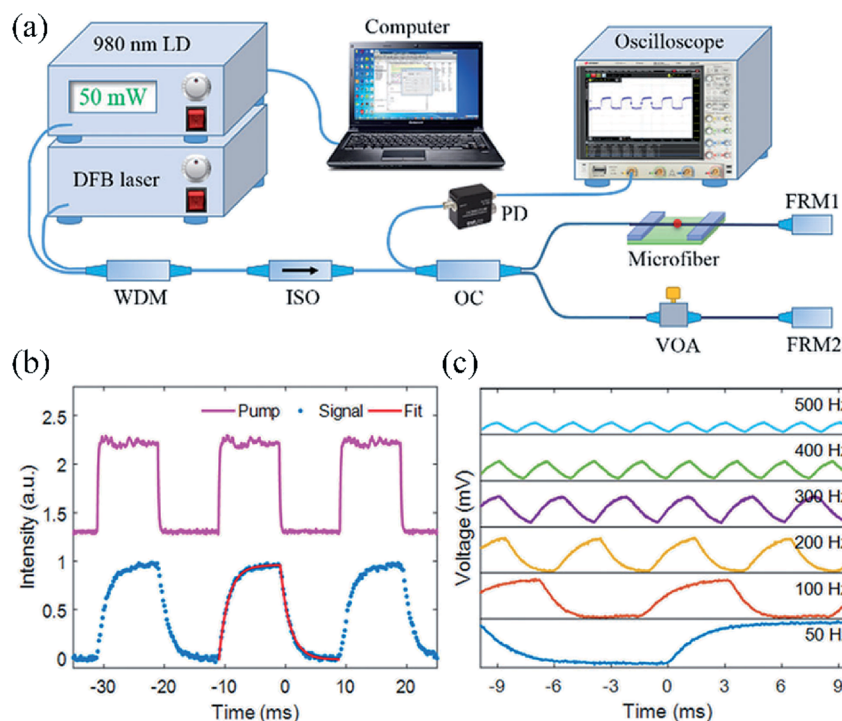 (a)
980 nm LD
50 mW
DFB laser
Computer
Oscilloscope
PD
FRM1
Microfiber
WDM
ISO
OC
VOA
FRM2
(b)
Pump
Signal
Fit
2.5
2
1.5
1
0.5
0
Intensity (a.u.)
-35
-20
-10
0
10
20
Time (ms)
(c)
500 Hz
400 Hz
300 Hz
200 Hz
100 Hz
50 Hz
Voltage (mV)
-9
-6
-3
0
3
6
9
Time (ms)